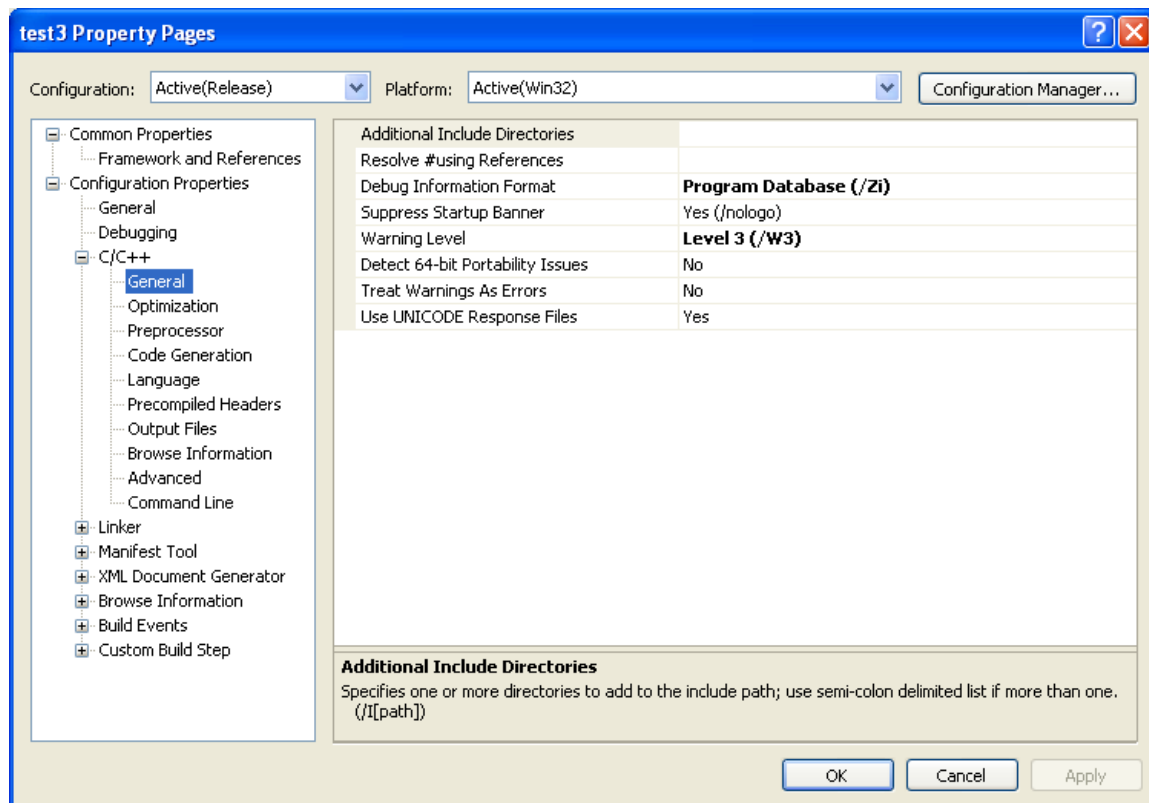 test3 Property Pages
Configuration: Active(Release) Platform: Active(Win32) Configuration Manager...
Common Properties
Framework and References
Configuration Properties
General
Debugging
C/C++
General
Optimization
Preprocessor
Code Generation
Language
Precompiled Headers
Output Files
Browse Information
Advanced
Command Line
Linker
Manifest Tool
XML Document Generator
Browse Information
Build Events
Custom Build Step
Additional Include Directories
Resolve #using References
Debug Information Format Program Database (/Zi)
Suppress Startup Banner Yes (/nologo)
Warning Level Level 3 (/W3)
Detect 64-bit Portability Issues No
Treat Warnings As Errors No
Use UNICODE Response Files Yes
Additional Include Directories
Specifies one or more directories to add to the include path; use semi-colon delimited list if more than one.
(/I[path])
OK Cancel Apply